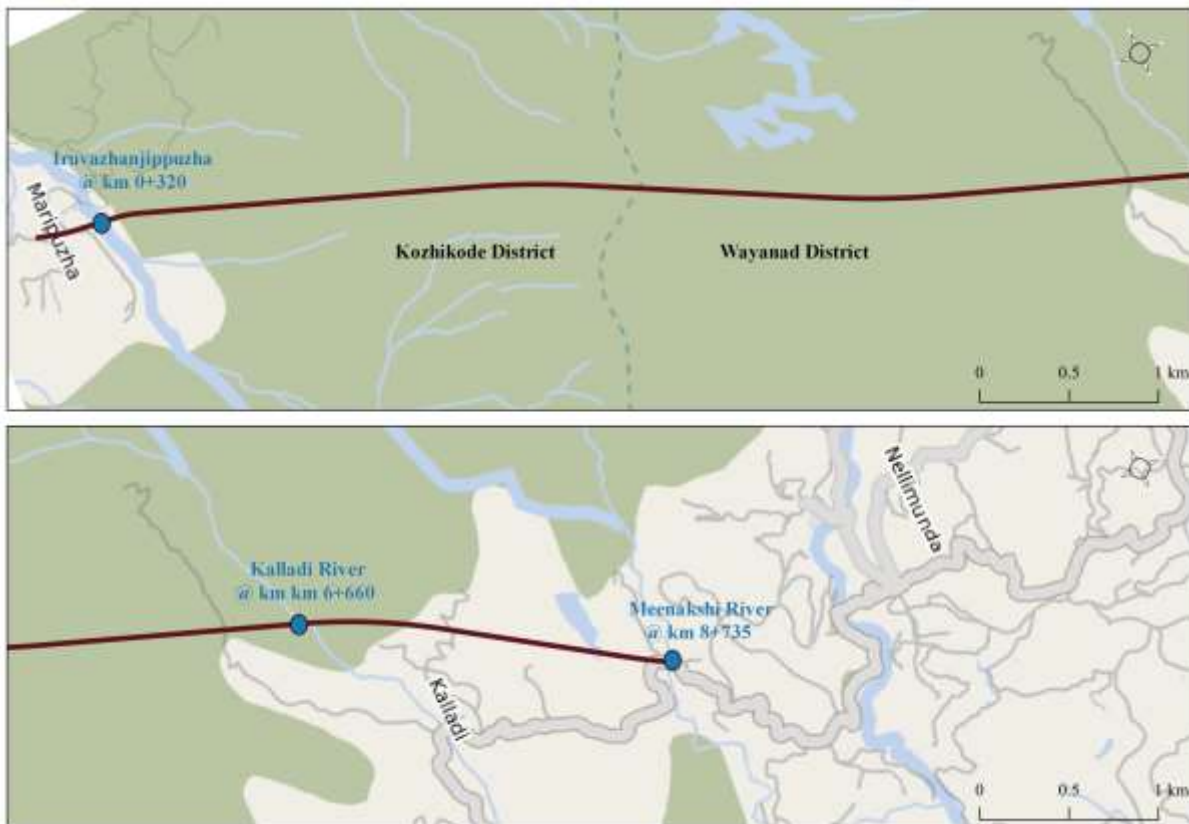 Iruvazhanjippuzha
@ km 0+320
Maripuzha
Kozhikode District
Wayanad District
0 0.5 1 km
Kalladi River
@ km km 6+660
Meenakshi River
@ km 8+735
Nellimunda
Kalladi
0 0.5 1 km